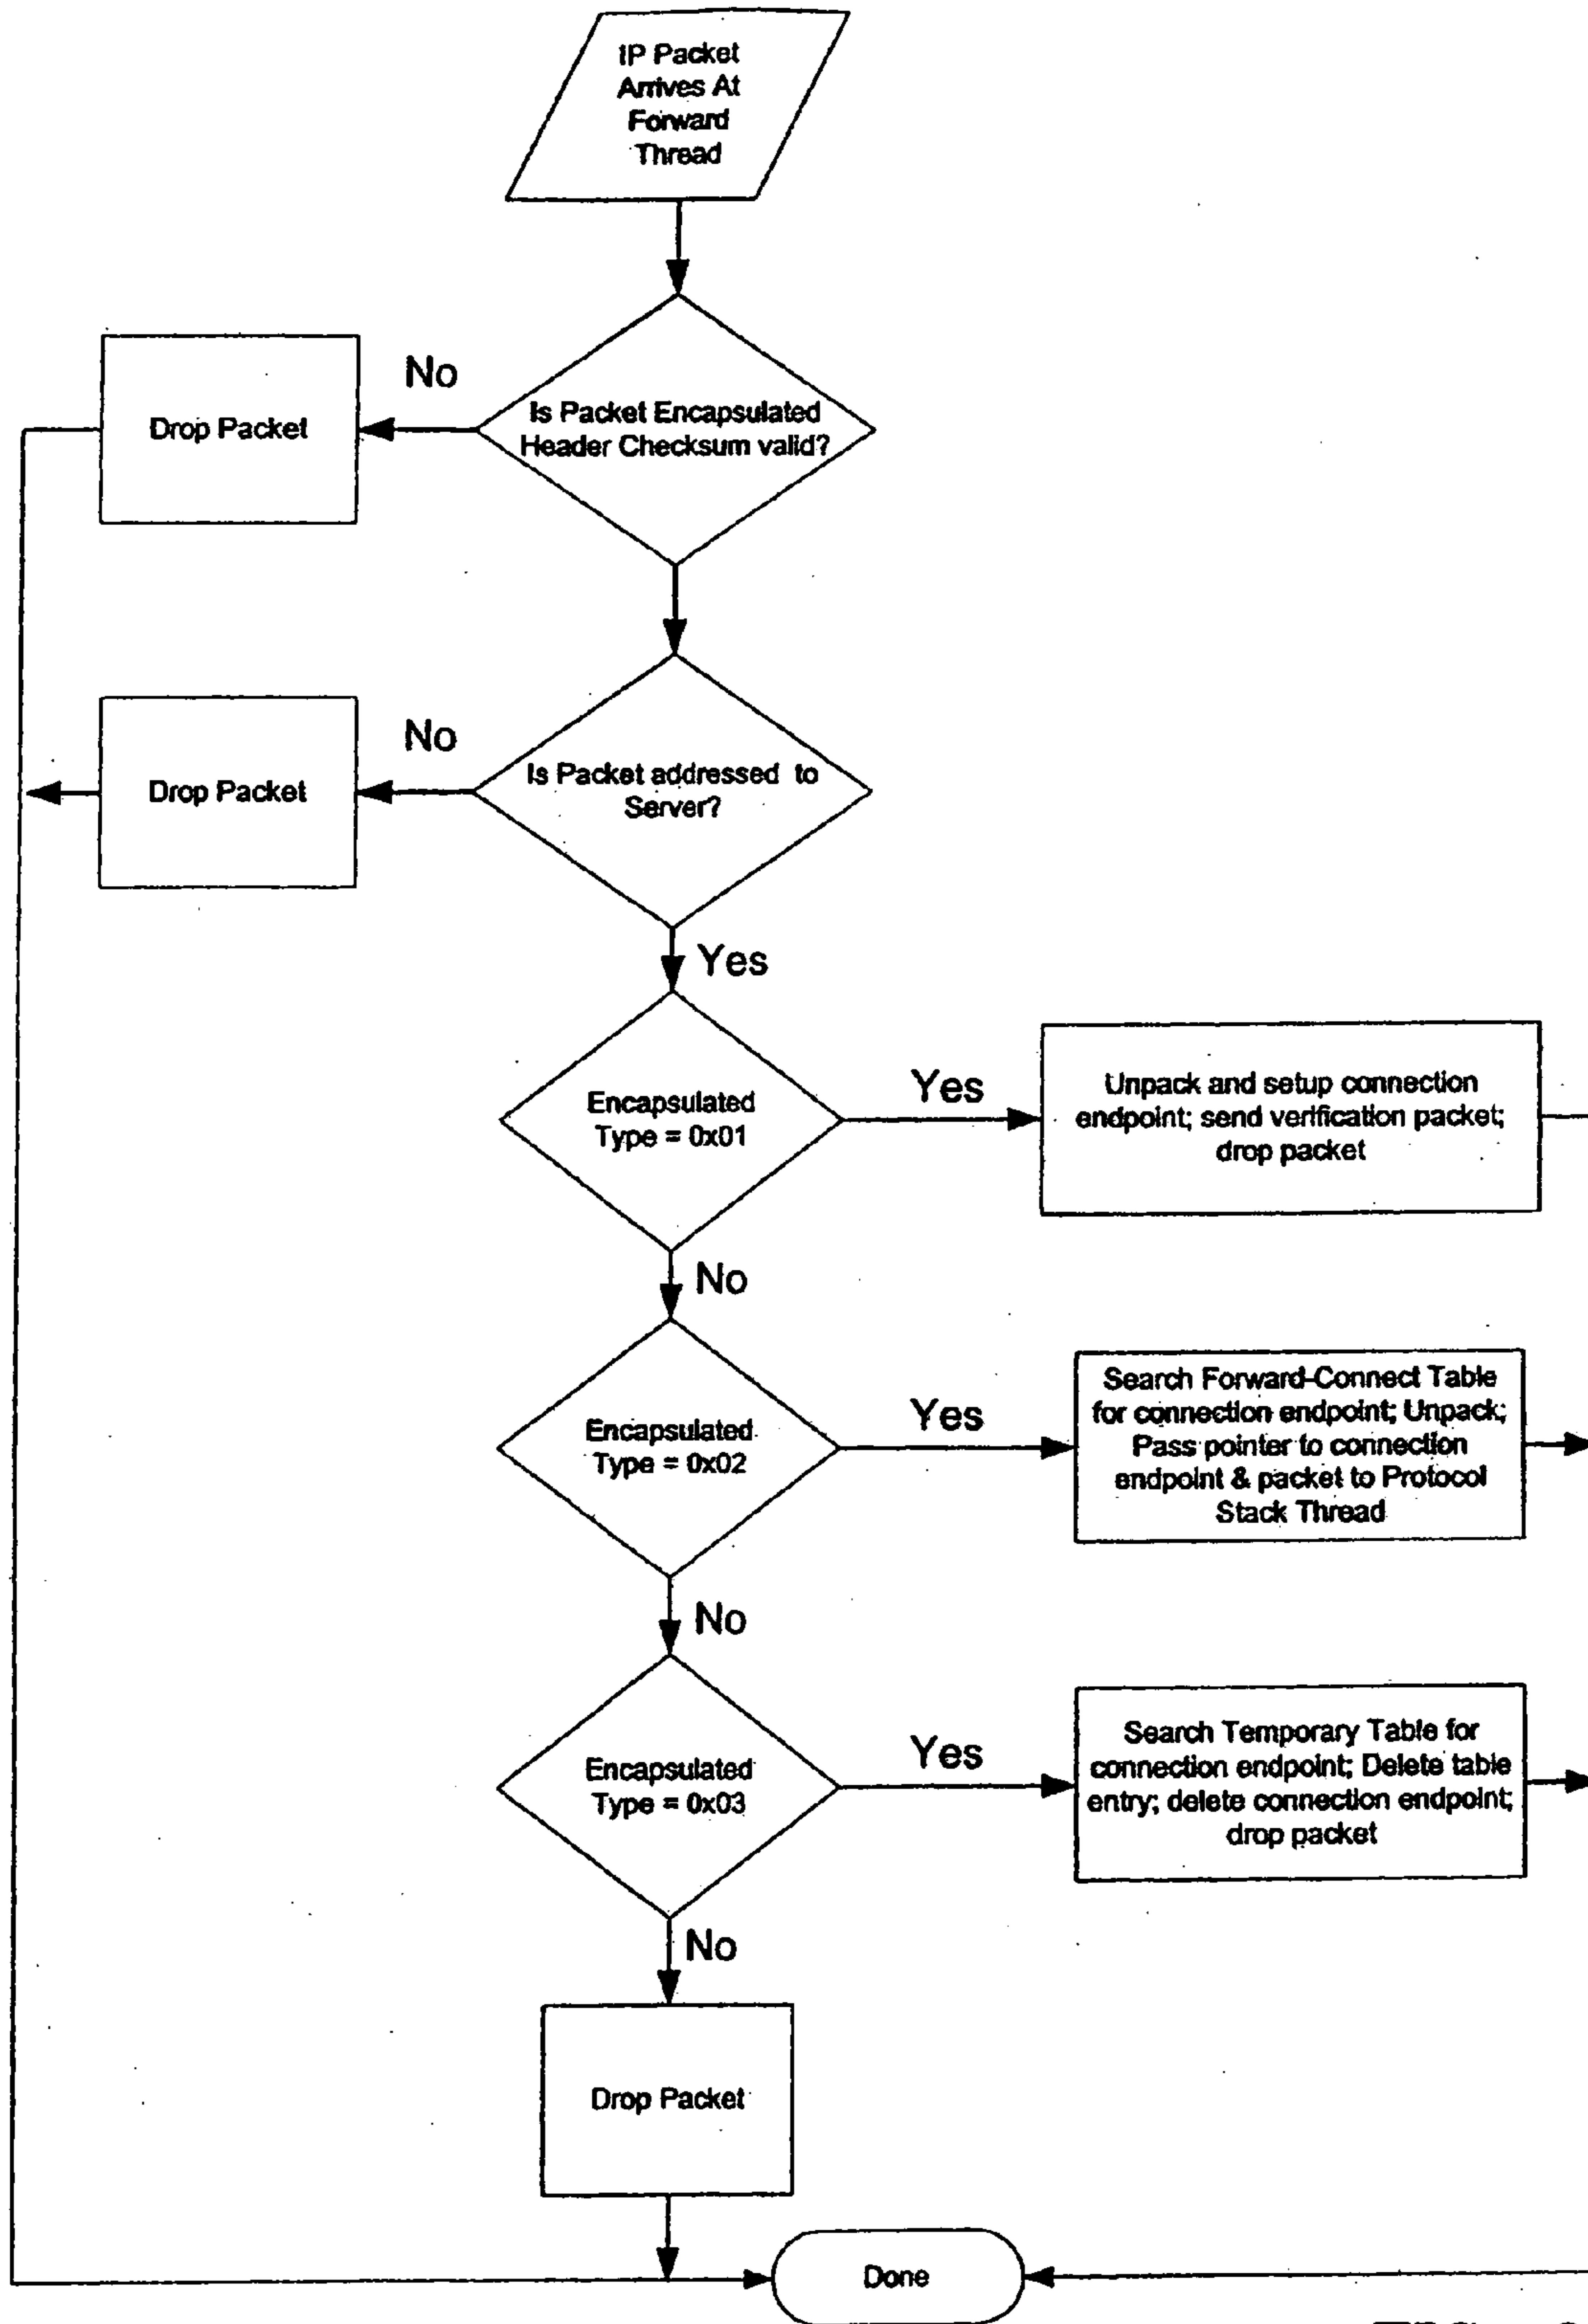 IP Packet
Arrives At
Forward
Thread
No
Is Packet Encapsulated
Header Checksum valid?
Drop Packet
No
Is Packet addressed to
Server?
Drop Packet
Yes
Encapsulated
Type = 0x01
Yes
Unpack and setup connection
endpoint; send verification packet;
drop packet
No
Encapsulated
Type = 0x02
Yes
Search Forward-Connect Table
for connection endpoint; Unpack;
Pass pointer to connection
endpoint & packet to Protocol
Stack Thread
No
Encapsulated
Type = 0x03
Yes
Search Temporary Table for
connection endpoint; Delete table
entry; delete connection endpoint;
drop packet
No
Drop Packet
Done